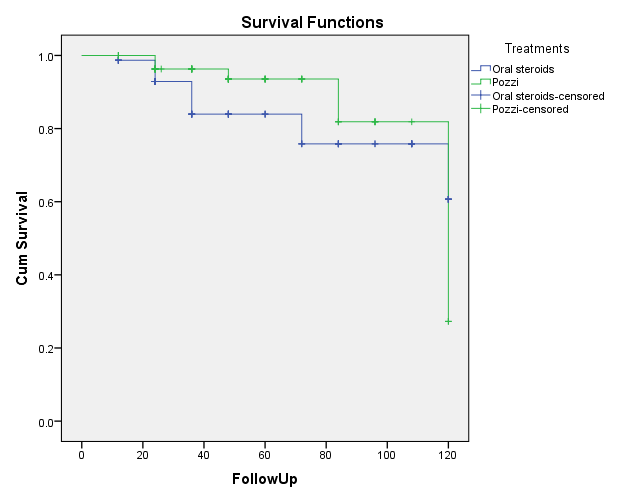 Survival Functions
Treatments
Oral steroids
Pozzi
Oral steroids-censored
Pozzi-censored
Cum Survival
1.0
0.8
0.6
0.4
0.2
0.0
0 20 40 60 80 100 120
FollowUp